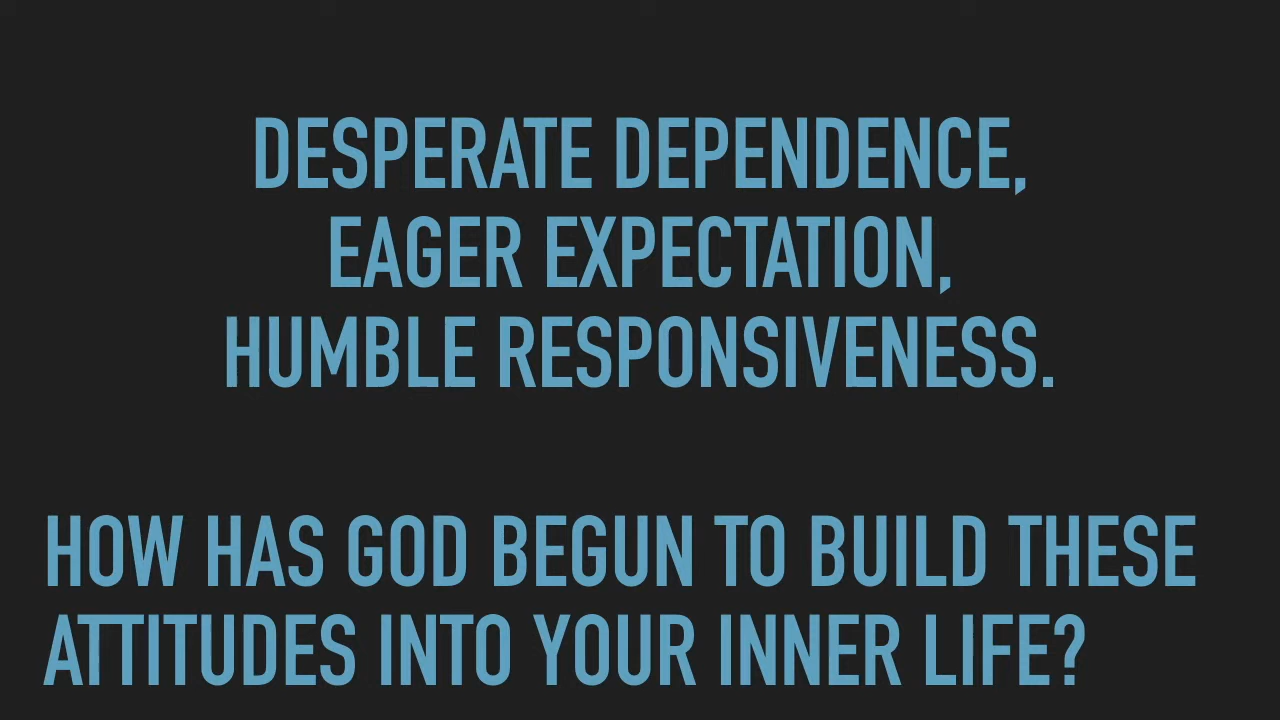 DESPERATE DEPENDENCE,
EAGER EXPECTATION,
HUMBLE RESPONSIVENESS.
HOW HAS GOD BEGUN TO BUILD THESE
ATTITUDES INTO YOUR INNER LIFE?